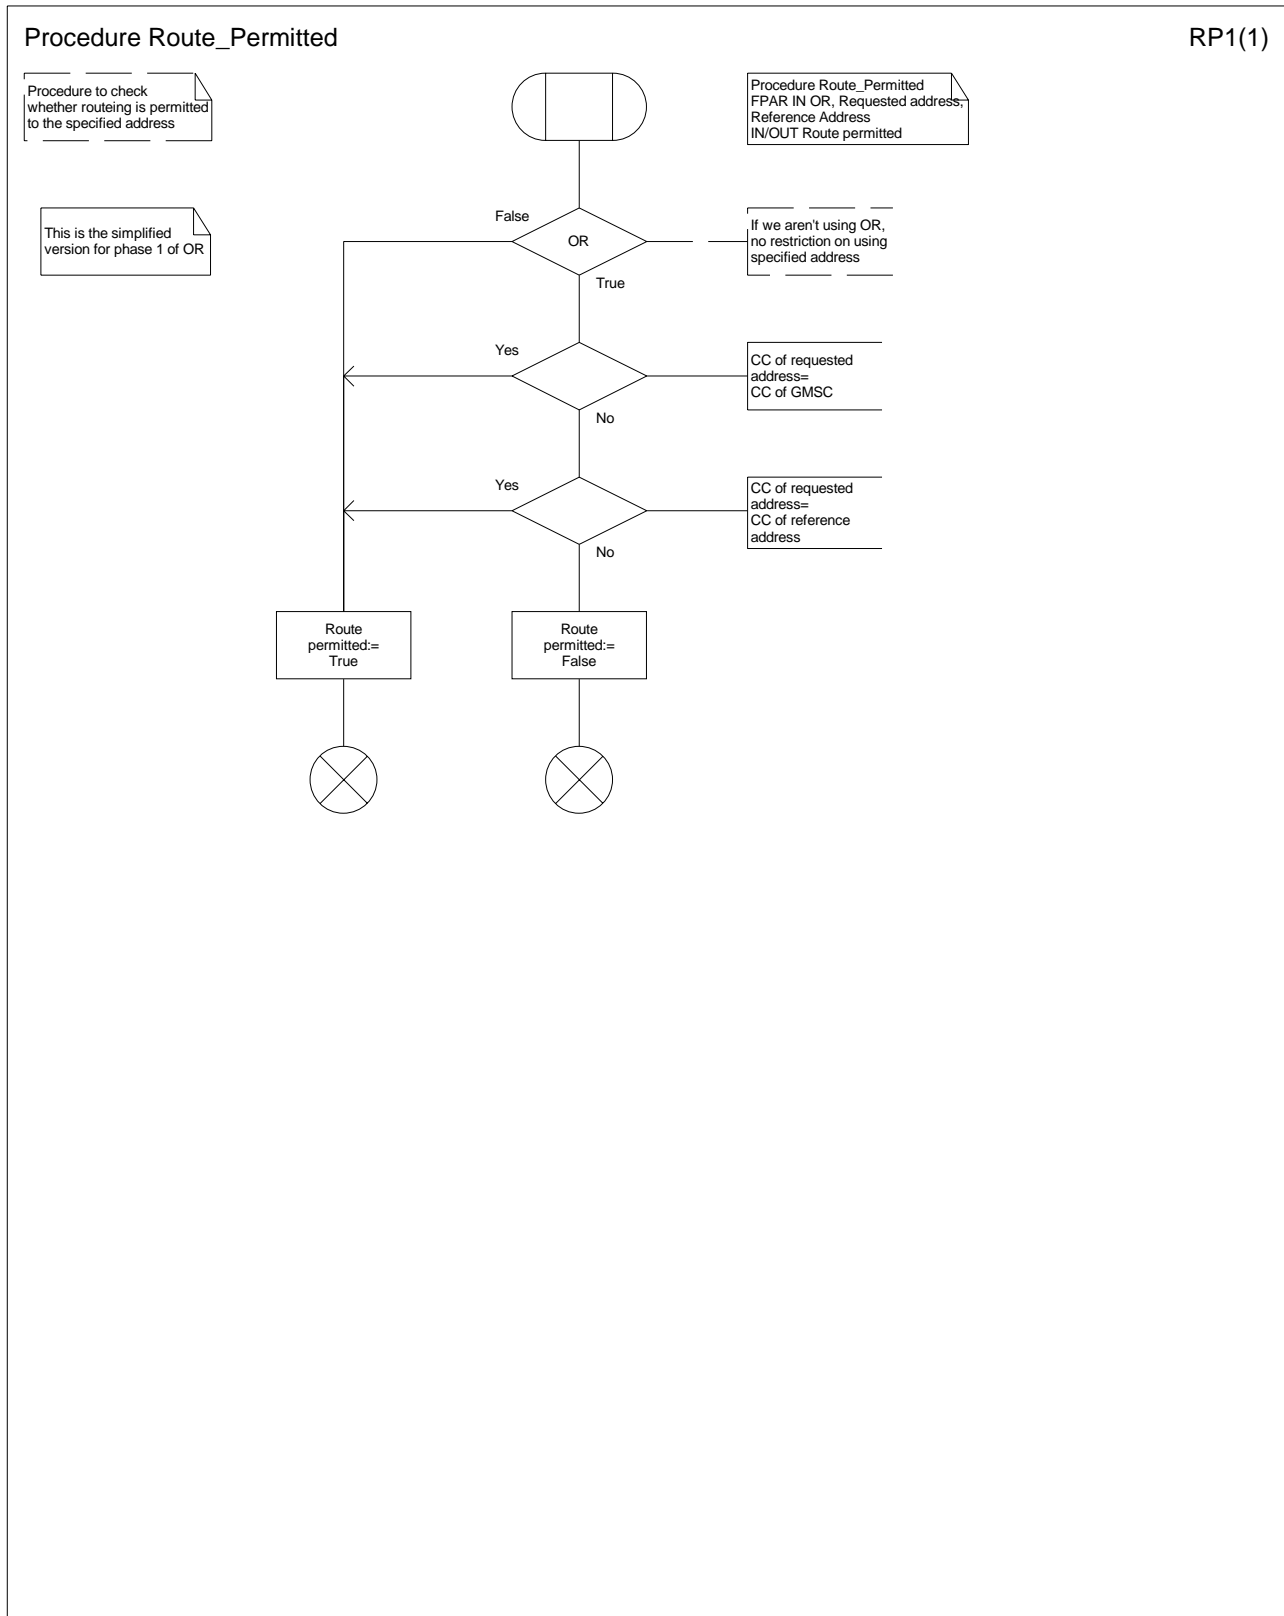 Procedure Route_Permitted
RP1(1)
Procedure to check
whether routeing is permitted
to the specified address
Procedure Route_Permitted
FPAR IN OR, Requested address,
Reference Address
IN/OUT Route permitted
This is the simplified
version for phase 1 of OR
False
OR
True
If we aren't using OR,
no restriction on using
specified address
Yes
No
CC of requested
address=
CC of GMSC
Yes
No
CC of requested
address=
CC of reference
address
Route
permitted:=
True
Route
permitted:=
False